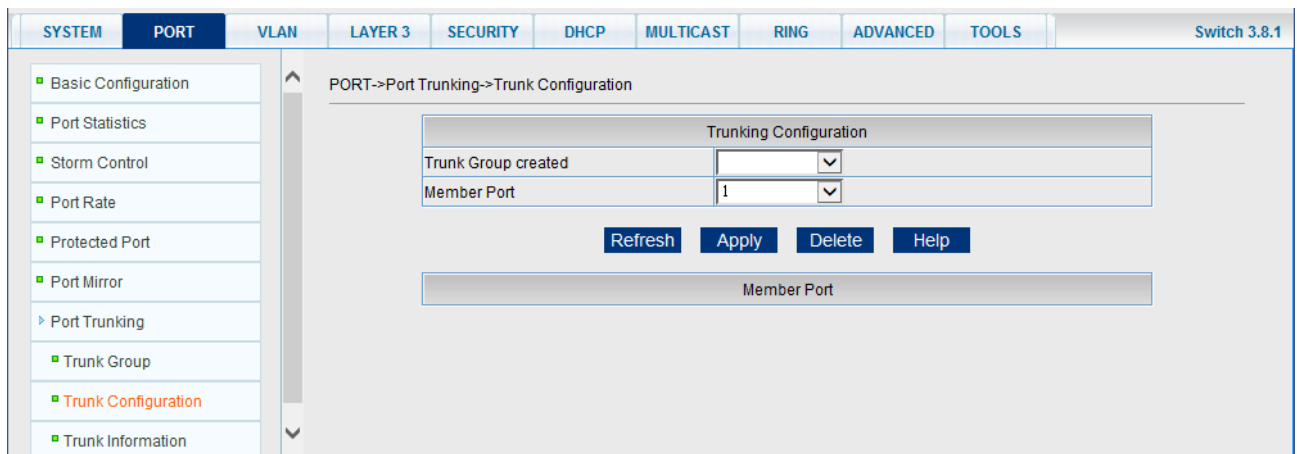 SYSTEM PORT VLAN LAYER 3 SECURITY DHCP MULTICAST RING ADVANCED TOOLS Switch 3.8.1
Basic Configuration
Port Statistics
Storm Control
Port Rate
Protected Port
Port Mirror
Port Trunking
Trunk Group
Trunk Configuration
Trunk Information
PORT->Port Trunking->Trunk Configuration
Trunking Configuration
Trunk Group created
Member Port 1
Refresh Apply Delete Help
Member Port